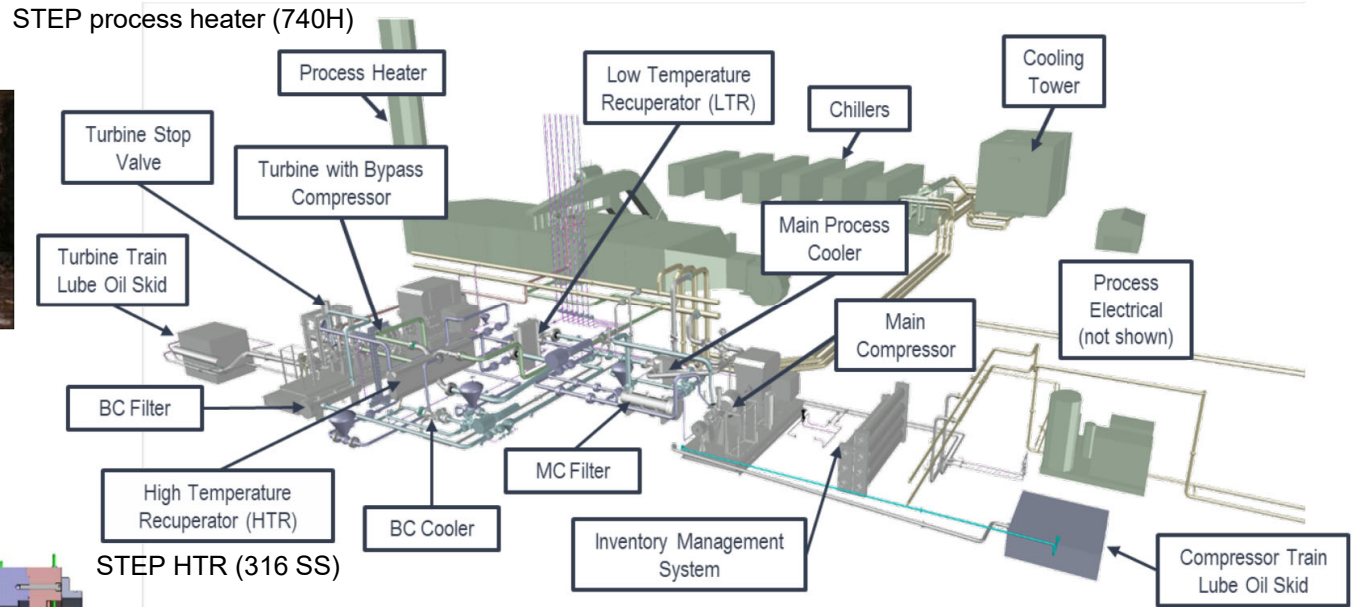 STEP process heater (740H)
Process Heater
Low Temperature
Recuperator (LTR)
Cooling
Tower
Chillers
Turbine Stop
Valve
Turbine with Bypass
Compressor
Main Process
Cooler
Turbine Train
Lube Oil Skid
Process
Electrical
(not shown)
Main
Compressor
BC Filter
MC Filter
High Temperature
Recuperator (HTR)
BC Cooler
Inventory Management
System
Compressor Train
Lube Oil Skid
STEP HTR (316 SS)